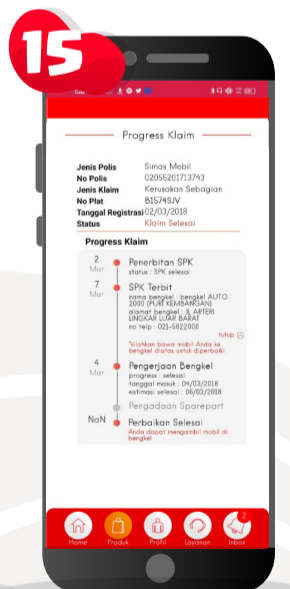 15
Progress Klaim
Jenis Polis Simas Mobil
No Polis 02055201713743
Jenis Klaim Kerusakan Sebagian
No Plat B1574SJV
Tanggal Registrasi 02/03/2018
Status Klaim Selesai
Progress Klaim
2 Mar
Penerbitan SPK
status : SPK selesai
7 Mar
SPK Terbit
nama bengkel : bengkel AUTO
2000 (PURI KEMBANGAN)
alamat bengkel : JL ARTERI
LINGKAR LUAR BARAT
no telp : 021-5822000
tutup
*silahkan bawa mobil Anda ke
bengkel diatas untuk diperbaiki
4 Mar
Pengerjaan Bengkel
progress : selesai
tanggal masuk : 04/03/2018
estimasi selesai : 06/03/2018
Pengadaan Sparepart
NaN
Perbaikan Selesai
Anda dapat mengambil mobil di
bengkel
2
Home Produk Profil Layanan Inbox